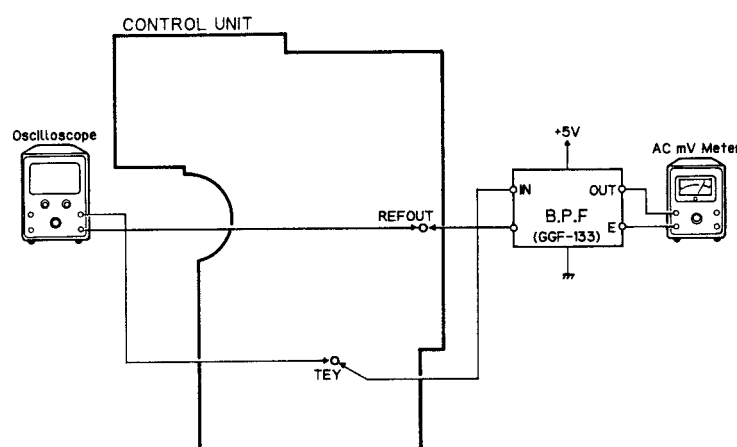 CONTROL UNIT
Oscilloscope
+5V
AC mV Meter
IN
OUT
B.P.F
(GGF-133)
E
REFOUT
TEY